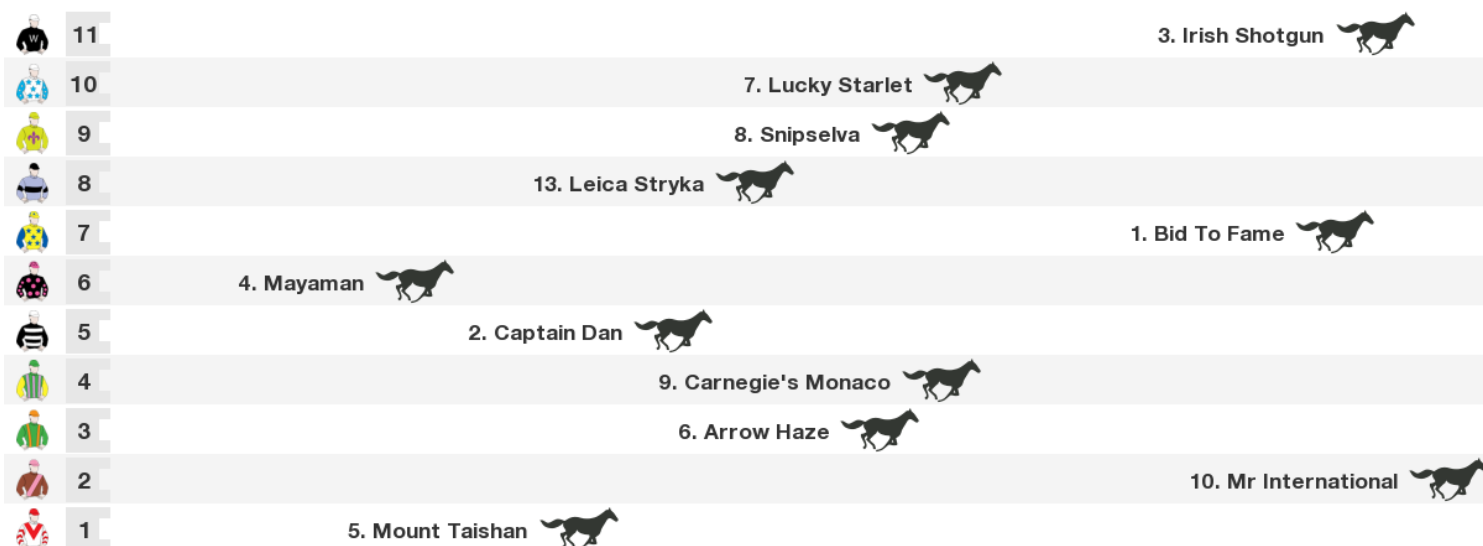 11 3. Irish Shotgun
W
10 7. Lucky Starlet
9 8. Snipselva
8 13. Leica Stryka
7 1. Bid To Fame
6 4. Mayaman
5 2. Captain Dan
4 9. Carnegie's Monaco
3 6. Arrow Haze
2 10. Mr International
1 5. Mount Taishan